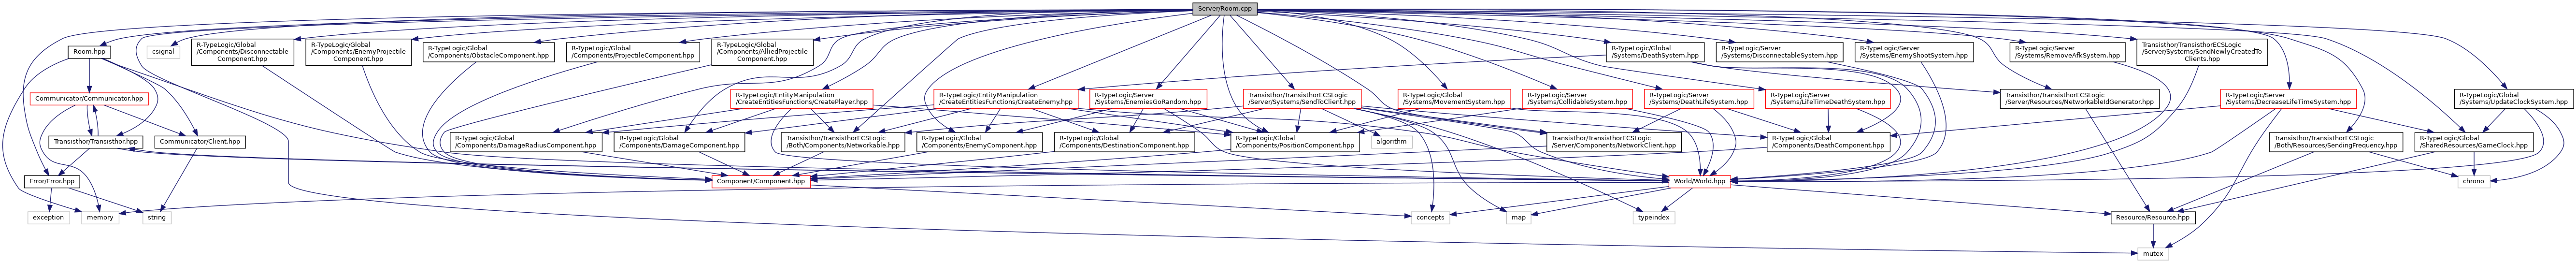 Server/Room.cpp
Room.hpp
csignal
R-TypeLogic/Global
/Components/Disconnectable
Component.hpp
R-TypeLogic/Global
/Components/EnemyProjectile
Component.hpp
R-TypeLogic/Global
/Components/ObstacleComponent.hpp
R-TypeLogic/Global
/Components/ProjectileComponent.hpp
R-TypeLogic/Global
/Components/AlliedProjectile
Component.hpp
R-TypeLogic/Global
/Systems/DeathSystem.hpp
R-TypeLogic/Server
/Systems/DisconnectableSystem.hpp
R-TypeLogic/Server
/Systems/EnemyShootSystem.hpp
R-TypeLogic/Server
/Systems/RemoveAfkSystem.hpp
Transisthor/TransisthorECSLogic
/Server/Systems/SendNewlyCreatedTo
Clients.hpp
Communicator/Communicator.hpp
R-TypeLogic/EntityManipulation
/CreateEntitiesFunctions/CreatePlayer.hpp
R-TypeLogic/EntityManipulation
/CreateEntitiesFunctions/CreateEnemy.hpp
R-TypeLogic/Server
/Systems/EnemiesGoRandom.hpp
Transisthor/TransisthorECSLogic
/Server/Systems/SendToClient.hpp
R-TypeLogic/Global
/Systems/MovementSystem.hpp
R-TypeLogic/Server
/Systems/CollidableSystem.hpp
R-TypeLogic/Server
/Systems/DeathLifeSystem.hpp
R-TypeLogic/Server
/Systems/LifeTimeDeathSystem.hpp
Transisthor/TransisthorECSLogic
/Server/Resources/NetworkableIdGenerator.hpp
R-TypeLogic/Server
/Systems/DecreaseLifeTimeSystem.hpp
R-TypeLogic/Global
/Systems/UpdateClockSystem.hpp
Transisthor/Transisthor.hpp
Communicator/Client.hpp
R-TypeLogic/Global
/Components/DamageRadiusComponent.hpp
R-TypeLogic/Global
/Components/DamageComponent.hpp
Transisthor/TransisthorECSLogic
/Both/Components/Networkable.hpp
R-TypeLogic/Global
/Components/EnemyComponent.hpp
R-TypeLogic/Global
/Components/DestinationComponent.hpp
R-TypeLogic/Global
/Components/PositionComponent.hpp
algorithm
Transisthor/TransisthorECSLogic
/Server/Components/NetworkClient.hpp
R-TypeLogic/Global
/Components/DeathComponent.hpp
Transisthor/TransisthorECSLogic
/Both/Resources/SendingFrequency.hpp
R-TypeLogic/Global
/SharedResources/GameClock.hpp
Error/Error.hpp
Component/Component.hpp
World/World.hpp
chrono
exception
memory
string
concepts
map
typeindex
Resource/Resource.hpp
mutex